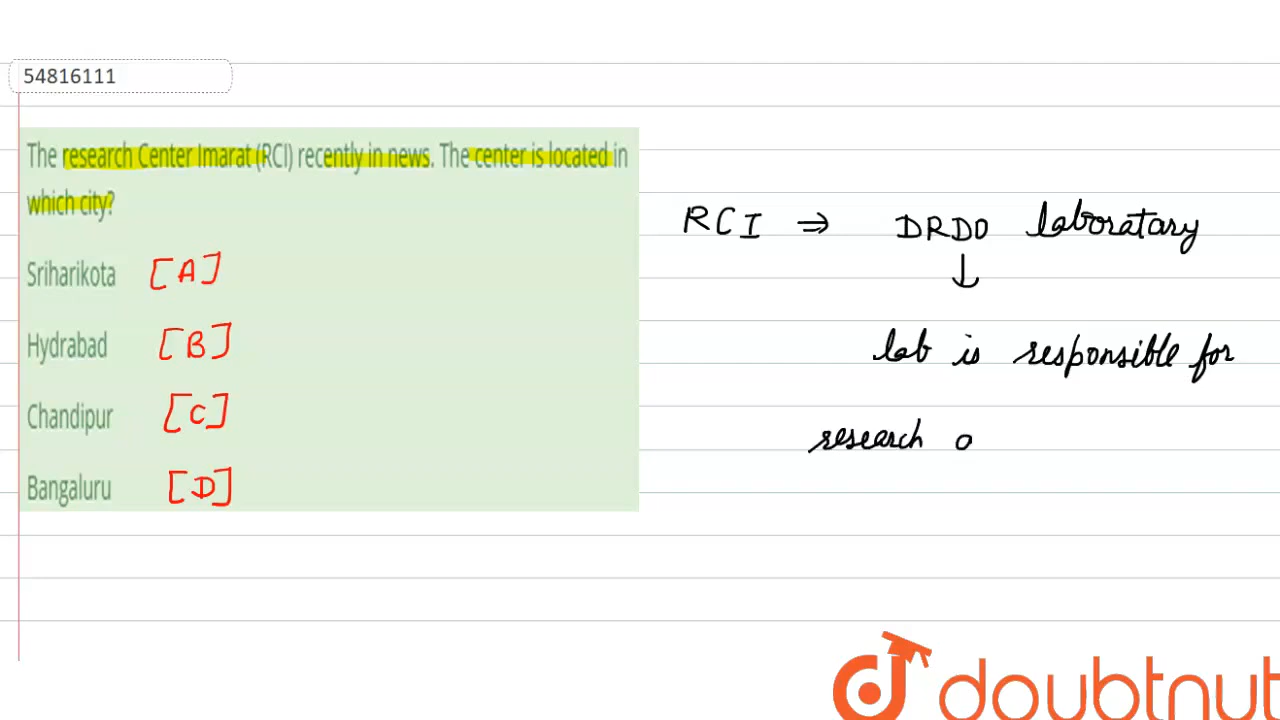 54816111
The research Center Imarat (RCI) recently in news. The center is located in
which city?
Sriharikota [A]
Hydrabad [B]
Chandipur [C]
Bangaluru [D]
RCI ⇒ DRDO laboratary
↓
lab is responsible for
research o
doubtnut